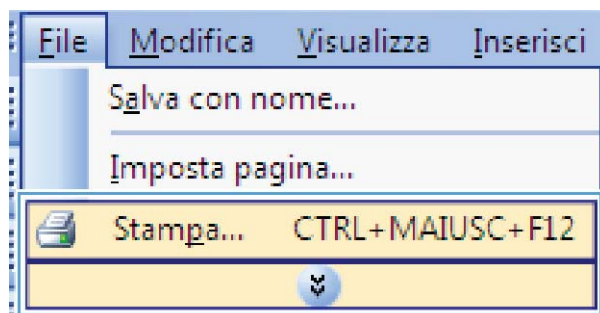 File Modifica Visualizza Inserisci
Salva con nome...
Imposta pagina...
Stampa... CTRL+MAIUSC+F12